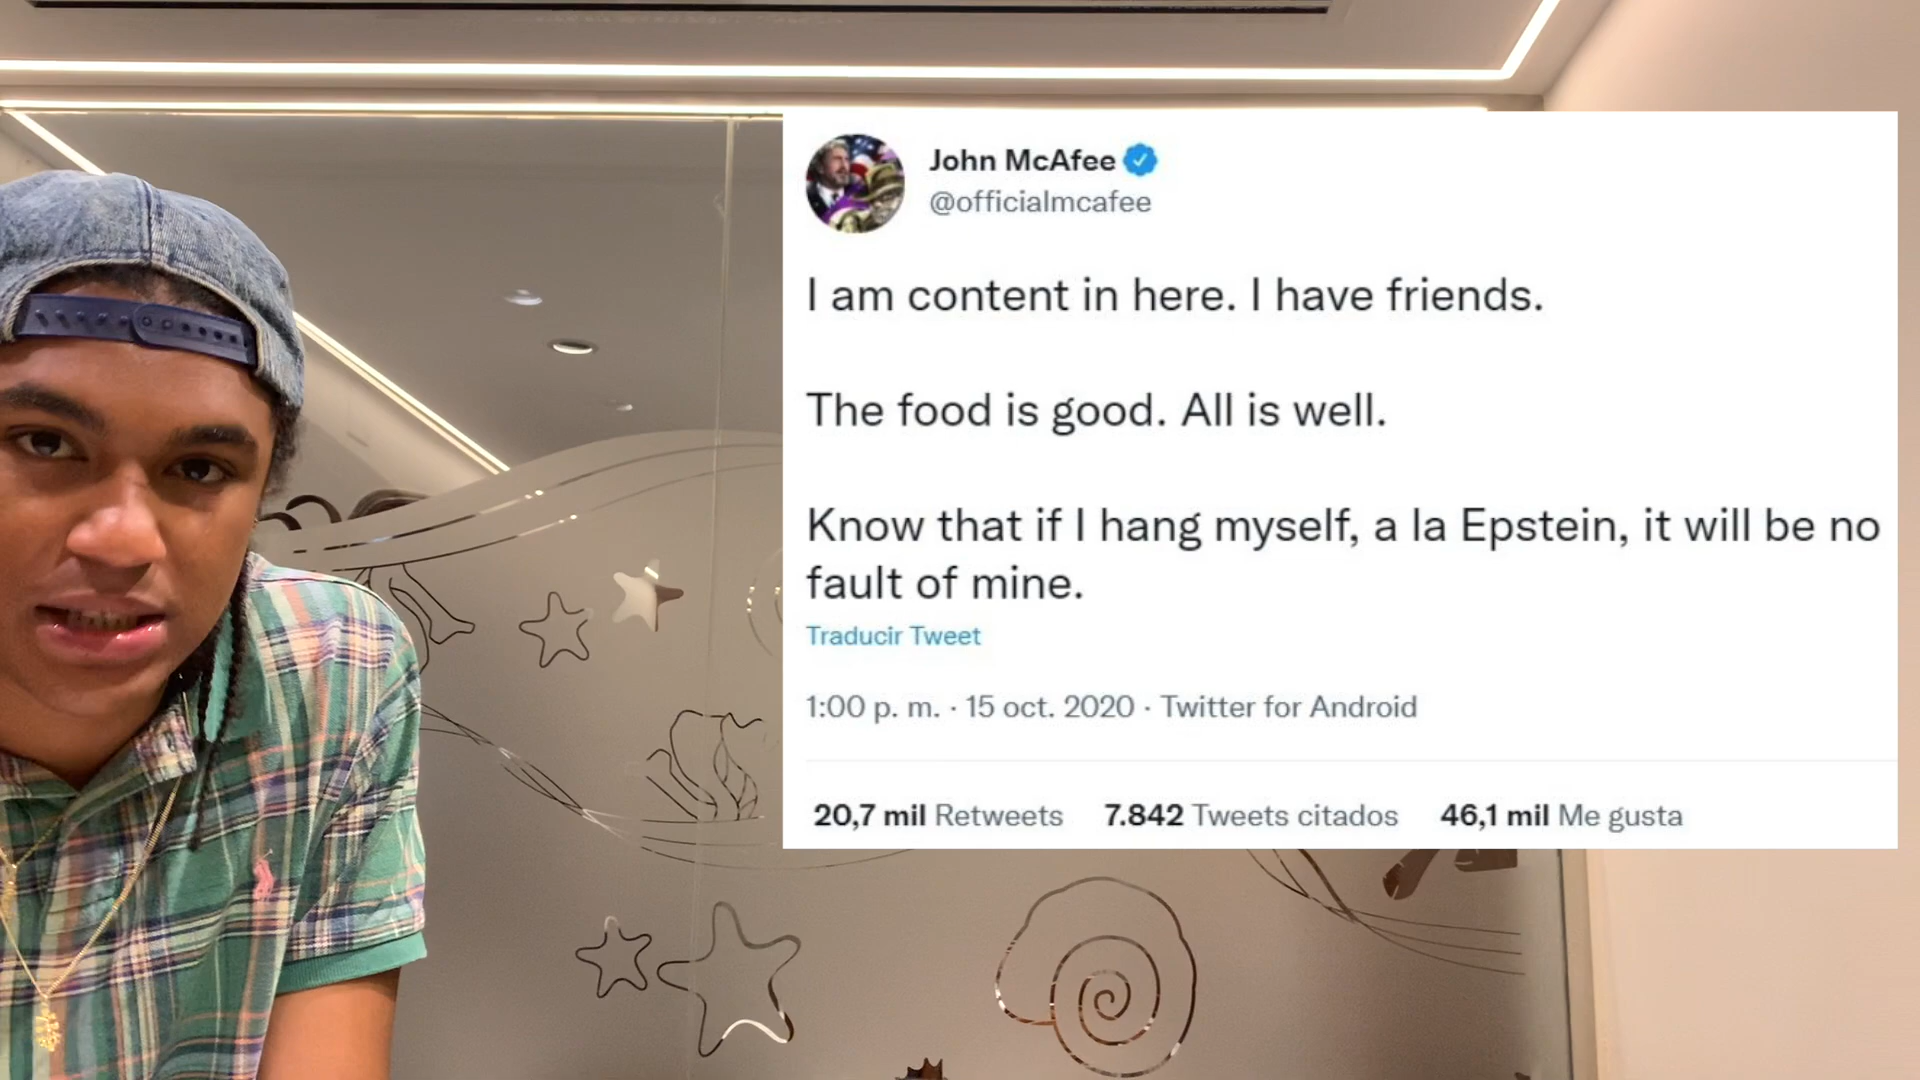 John McAfee
@officialmcafee
I am content in here. I have friends.
The food is good. All is well.
Know that if I hang myself, a la Epstein, it will be no
fault of mine.
Traducir Tweet
1:00 p. m. · 15 oct. 2020 · Twitter for Android
20,7 mil Retweets 7.842 Tweets citados 46,1 mil Me gusta